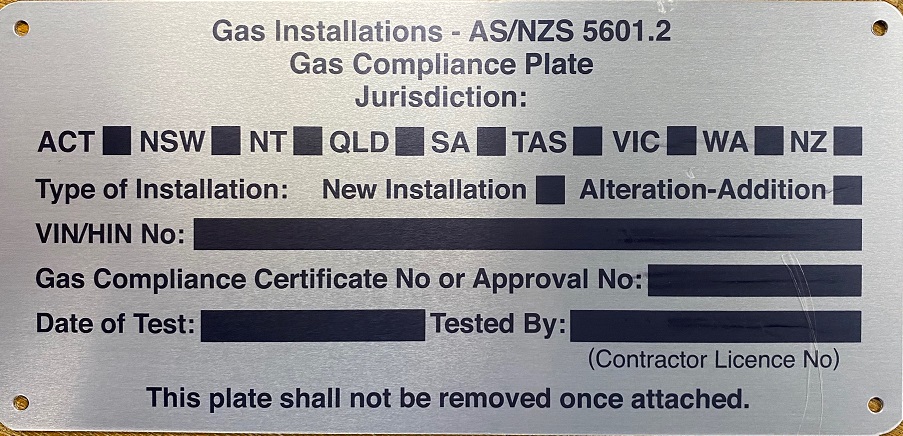 Gas Installations - AS/NZS 5601.2
Gas Compliance Plate
Jurisdiction:
ACT NSW NT QLD SA TAS VIC WA NZ
Type of Installation: New Installation Alteration-Addition
VIN/HIN No:
Gas Compliance Certificate No or Approval No:
Date of Test: Tested By:
(Contractor Licence No)
This plate shall not be removed once attached.